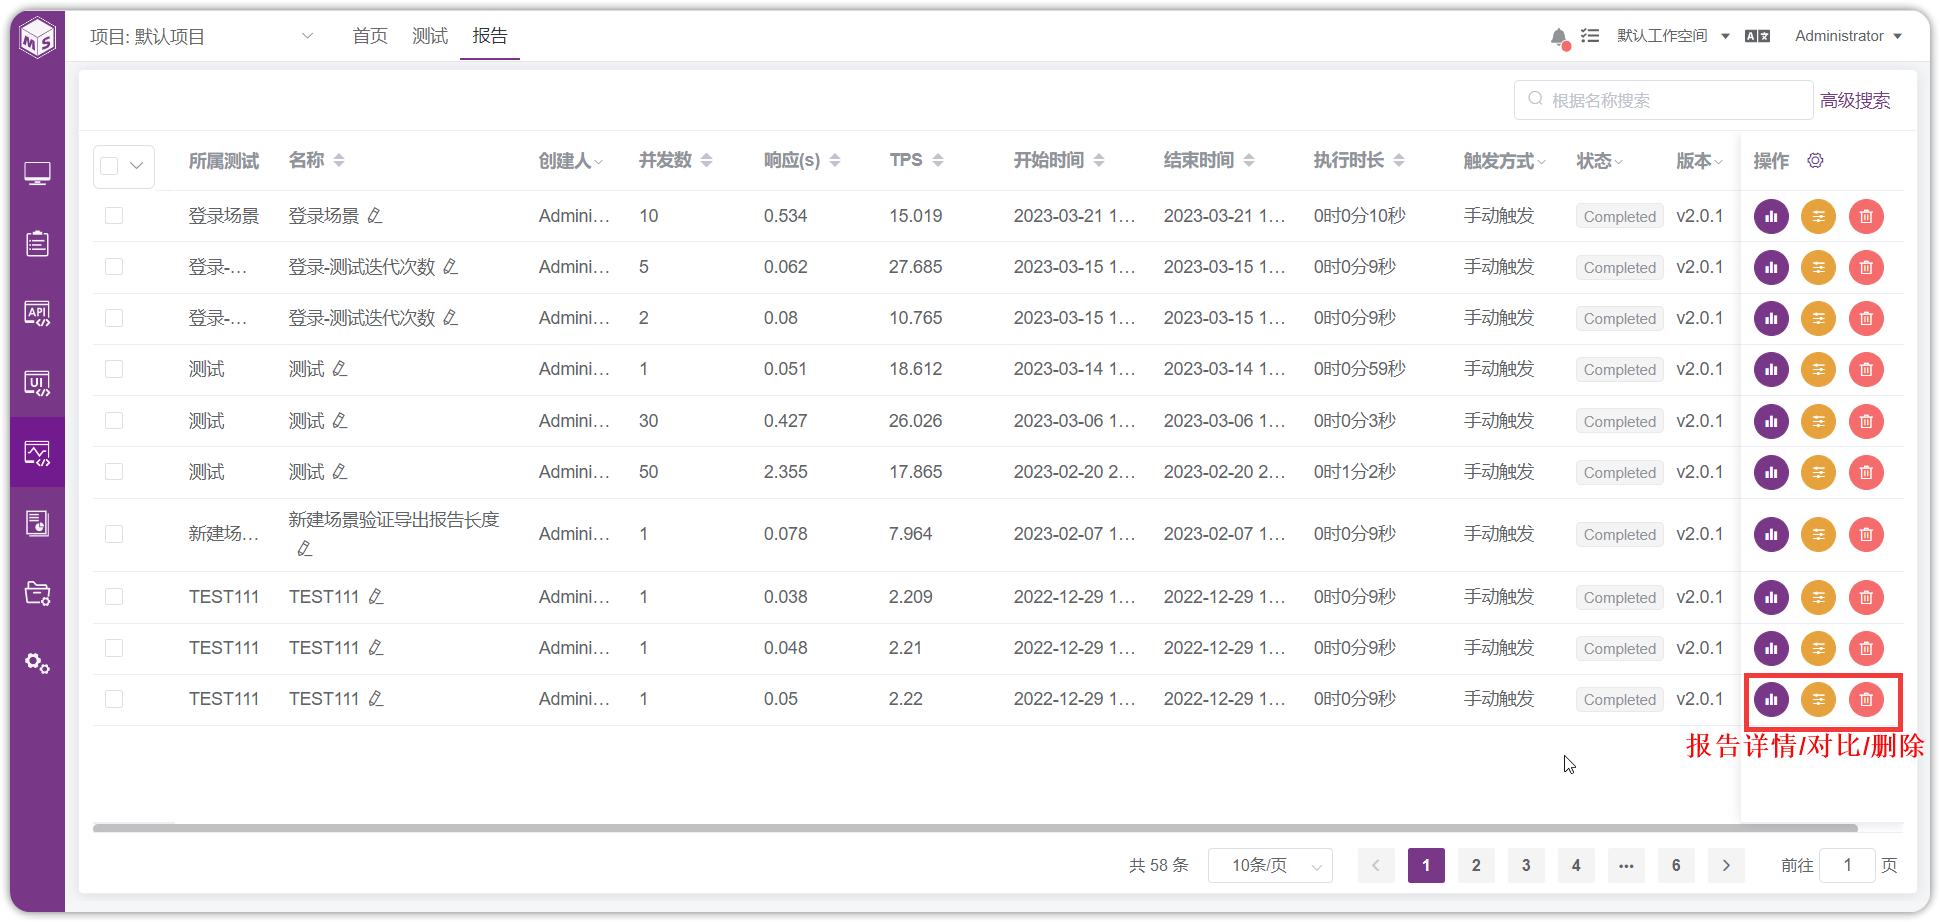 MS
项目: 默认项目 首页 测试 报告 默认工作空间 Administrator
根据名称搜索 高级搜索
所属测试 名称 创建人 并发数 响应(s) TPS 开始时间 结束时间 执行时长 触发方式 状态 版本 操作
登录场景 登录场景 Admini... 10 0.534 15.019 2023-03-21 1... 2023-03-21 1... 0时0分10秒 手动触发 Completed v2.0.1
登录-... 登录-测试迭代次数 Admini... 5 0.062 27.685 2023-03-15 1... 2023-03-15 1... 0时0分9秒 手动触发 Completed v2.0.1
登录-... 登录-测试迭代次数 Admini... 2 0.08 10.765 2023-03-15 1... 2023-03-15 1... 0时0分9秒 手动触发 Completed v2.0.1
测试 测试 Admini... 1 0.051 18.612 2023-03-14 1... 2023-03-14 1... 0时0分59秒 手动触发 Completed v2.0.1
测试 测试 Admini... 30 0.427 26.026 2023-03-06 1... 2023-03-06 1... 0时0分3秒 手动触发 Completed v2.0.1
测试 测试 Admini... 50 2.355 17.865 2023-02-20 2... 2023-02-20 2... 0时1分2秒 手动触发 Completed v2.0.1
新建场... 新建场景验证导出报告长度 Admini... 1 0.078 7.964 2023-02-07 1... 2023-02-07 1... 0时0分9秒 手动触发 Completed v2.0.1
TEST111 TEST111 Admini... 1 0.038 2.209 2022-12-29 1... 2022-12-29 1... 0时0分9秒 手动触发 Completed v2.0.1
TEST111 TEST111 Admini... 1 0.048 2.21 2022-12-29 1... 2022-12-29 1... 0时0分9秒 手动触发 Completed v2.0.1
TEST111 TEST111 Admini... 1 0.05 2.22 2022-12-29 1... 2022-12-29 1... 0时0分9秒 手动触发 Completed v2.0.1
报告详情/对比/删除
共 58 条 10条/页 1 2 3 4 ... 6 前往 1 页
API
UI